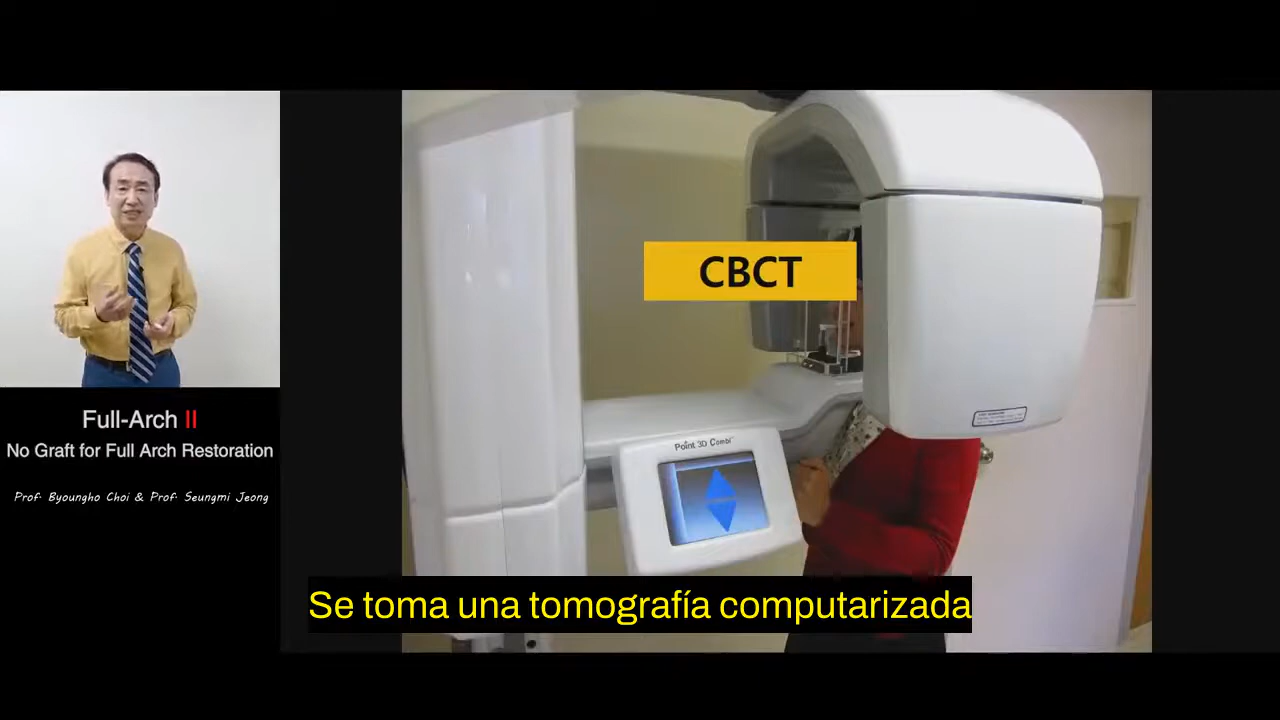 CBCT
Full-Arch II
No Graft for Full Arch Restoration
Point 3D Combi
Prof. Byoungho Choi & Prof. Seungmi Jeong
Se toma una tomografía computarizada